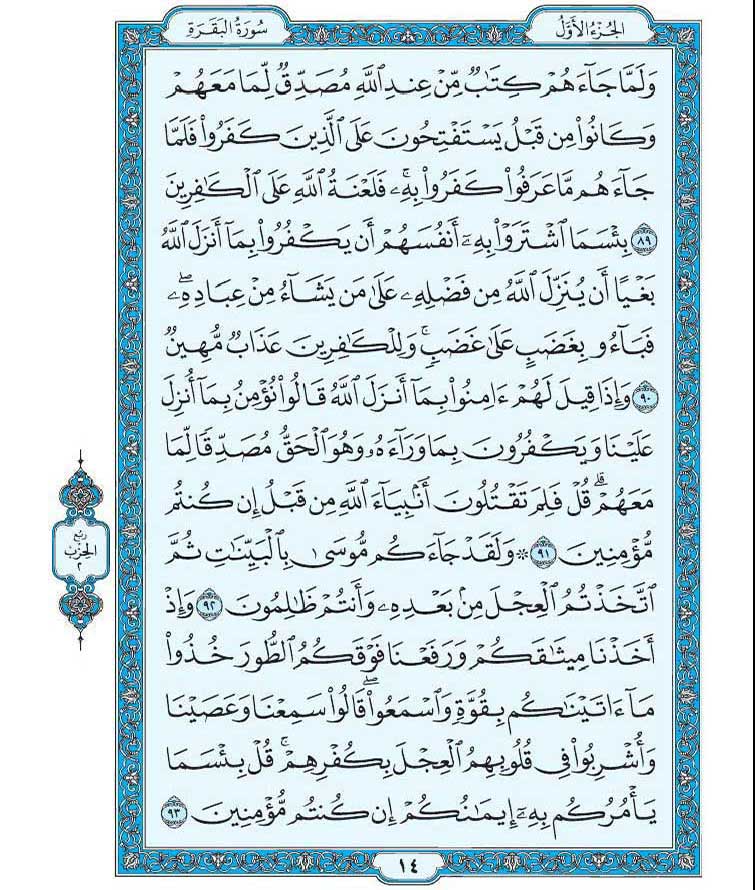 الجُزْءُ الأَوَّلُ
سُورَةُ البَقَرَةِ
وَلَمَّا جَآءَهُمْ كِتَٰبٌ مِّنْ عِندِ ٱللَّهِ مُصَدِّقٌ لِّمَا مَعَهُمْ
وَكَانُوا۟ مِن قَبْلُ يَسْتَفْتِحُونَ عَلَى ٱلَّذِينَ كَفَرُوا۟ فَلَمَّا
جَآءَهُم مَّا عَرَفُوا۟ كَفَرُوا۟ بِهِۦ ۚ فَلَعْنَةُ ٱللَّهِ عَلَى ٱلْكَٰفِرِينَ
٨٩ بِئْسَمَا ٱشْتَرَوْا۟ بِهِۦٓ أَنفُسَهُمْ أَن يَكْفُرُوا۟ بِمَآ أَنزَلَ ٱللَّهُ
بَغْيًا أَن يُنَزِّلَ ٱللَّهُ مِن فَضْلِهِۦ عَلَىٰ مَن يَشَآءُ مِنْ عِبَادِهِۦ ۖ
فَبَآءُو بِغَضَبٍ عَلَىٰ غَضَبٍ ۚ وَلِلْكَٰفِرِينَ عَذَابٌ مُّهِينٌ
٩٠ وَإِذَا قِيلَ لَهُمْ ءَامِنُوا۟ بِمَآ أَنزَلَ ٱللَّهُ قَالُوا۟ نُؤْمِنُ بِمَآ أُنزِلَ
عَلَيْنَا وَيَكْفُرُونَ بِمَا وَرَآءَهُۥ وَهُوَ ٱلْحَقُّ مُصَدِّقًا لِّمَا
مَعَهُمْ ۗ قُلْ فَلِمَ تَقْتُلُونَ أَنۢبِيَآءَ ٱللَّهِ مِن قَبْلُ إِن كُنتُم
مُّؤْمِنِينَ ٩١ * وَلَقَدْ جَآءَكُم مُّوسَىٰ بِٱلْبَيِّنَٰتِ ثُمَّ
ٱتَّخَذْتُمُ ٱلْعِجْلَ مِنۢ بَعْدِهِۦ وَأَنتُمْ ظَٰلِمُونَ ٩٢ وَإِذْ
أَخَذْنَا مِيثَٰقَكُمْ وَرَفَعْنَا فَوْقَكُمُ ٱلطُّورَ خُذُوا۟
مَآ ءَاتَيْنَٰكُم بِقُوَّةٍ وَٱسْمَعُوا۟ ۖ قَالُوا۟ سَمِعْنَا وَعَصَيْنَا
وَأُشْرِبُوا۟ فِى قُلُوبِهِمُ ٱلْعِجْلَ بِكُفْرِهِمْ ۚ قُلْ بِئْسَمَا
يَأْمُرُكُم بِهِۦٓ إِيمَٰنُكُمْ إِن كُنتُم مُّؤْمِنِينَ ٩٣
رُبع
الحِزْب
٢
١٤